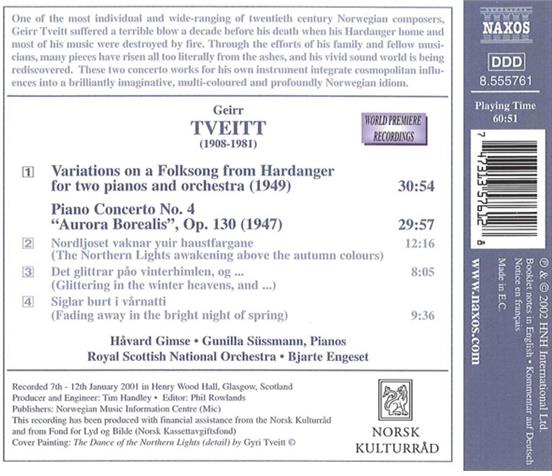 One of the most individual and wide-ranging of twentieth century Norwegian composers,
Geirr Tveitt suffered a terrible blow a decade before his death when his Hardanger home and
most of his music were destroyed by fire. Through the efforts of his family and fellow musi-
cians, many pieces have risen all too literally from the ashes, and his vivid sound world is being
rediscovered. These two concerto works for his own instrument integrate cosmopolitan influ-
ences into a brilliantly imaginative, multi-coloured and profoundly Norwegian idiom.
Geirr
TVEITT
(1908-1981)
WORLD PREMIERE
RECORDINGS
1 Variations on a Folksong from Hardanger
for two pianos and orchestra (1949) 30:54
Piano Concerto No. 4
“Aurora Borealis”, Op. 130 (1947) 29:57
2 Nordljoset vaknar yuir haustfargane 12:16
(The Northern Lights awakening above the autumn colours)
3 Det glittrar påo vinterhimlen, og ... 8:05
(Glittering in the winter heavens, and ...)
4 Siglar burt i vårnatti
(Fading away in the bright night of spring) 9:36
Håvard Gimse • Gunilla Süssmann, Pianos
Royal Scottish National Orchestra • Bjarte Engeset
Recorded 7th - 12th January 2001 in Henry Wood Hall, Glasgow, Scotland
Producer and Engineer: Tim Handley • Editor: Phil Rowlands
Publishers: Norwegian Music Information Centre (Mic)
This recording has been produced with financial assistance from the Norsk Kulturråd
and from Fond for Lyd og Bilde (Norsk Kassettavgiftsfond)
Cover Painting: The Dance of the Northern Lights (detail) by Gyri Tveitt ©
NORSK
KULTURRÅD
NAXOS
DDD
8.555761
Playing Time
60:51
7 47313 57612 8
www.naxos.com
℗ & © 2002 HNH International Ltd.
Booklet notes in English • Kommentar auf Deutsch
Notice en français
Made in E.C.